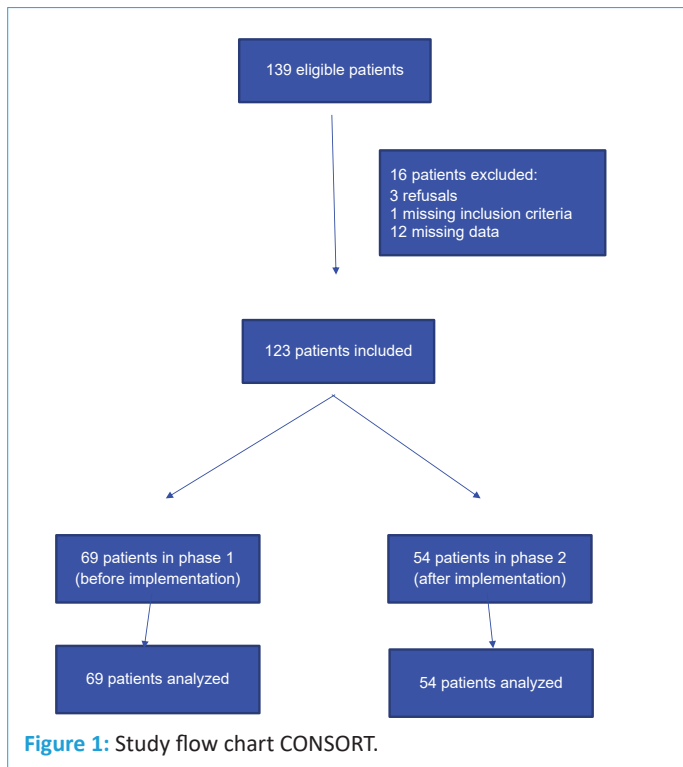 139 eligible patients
16 patients excluded:
3 refusals
1 missing inclusion criteria
12 missing data
123 patients included
69 patients in phase 1
(before implementation)
54 patients in phase 2
(after implementation)
69 patients analyzed
54 patients analyzed
Figure 1: Study flow chart CONSORT.